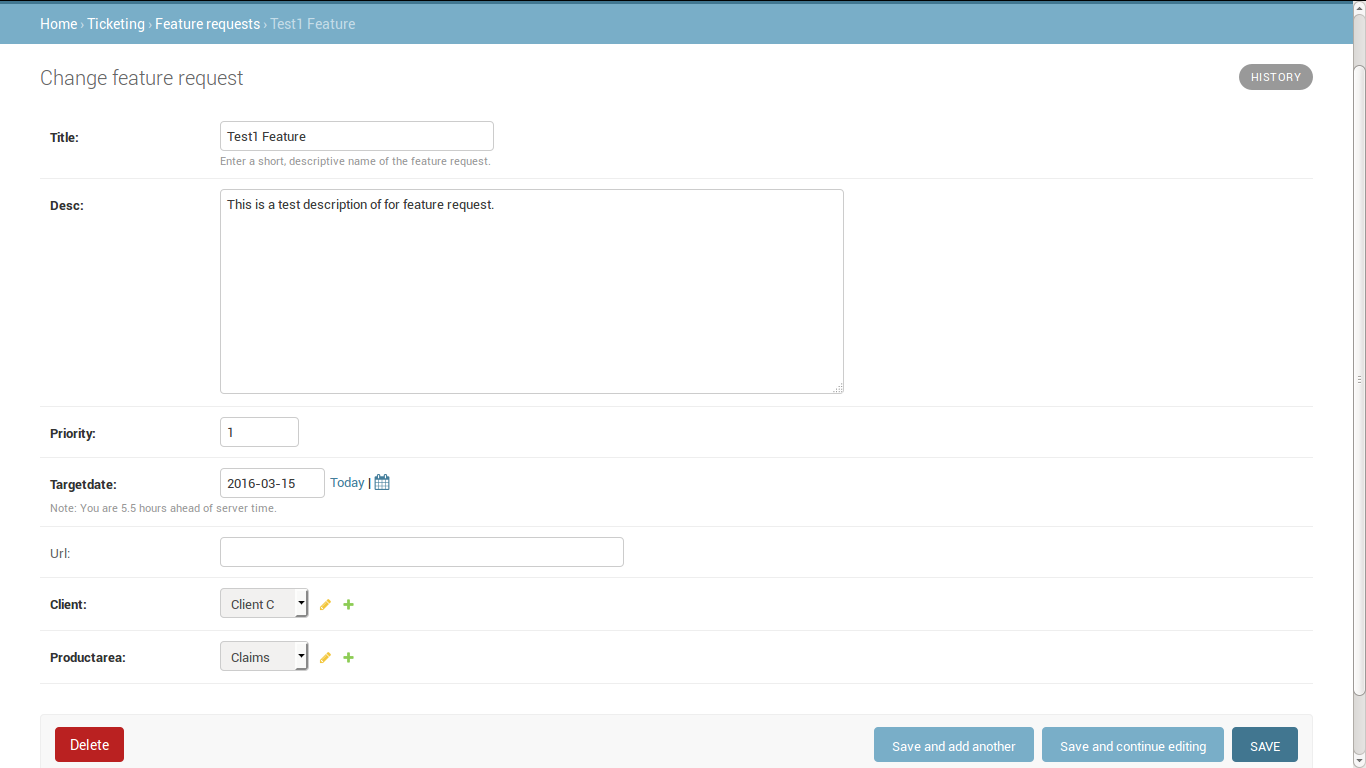 Home › Ticketing › Feature requests › Test1 Feature
Change feature request
HISTORY
Title:
Test1 Feature
Enter a short, descriptive name of the feature request.
Desc:
This is a test description of for feature request.
Priority:
1
Targetdate:
2016-03-15
Today |
Note: You are 5.5 hours ahead of server time.
Url:
Client:
Client C
Productarea:
Claims
Delete
Save and add another
Save and continue editing
SAVE